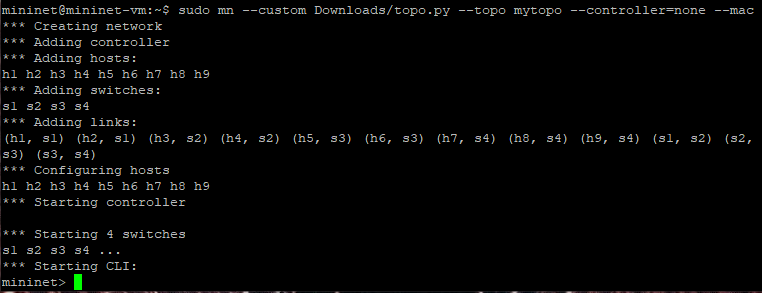 mininet@mininet-vm:~$ sudo mn --custom Downloads/topo.py --topo mytopo --controller=none --mac
*** Creating network
*** Adding controller
*** Adding hosts:
h1 h2 h3 h4 h5 h6 h7 h8 h9
*** Adding switches:
s1 s2 s3 s4
*** Adding links:
(h1, s1) (h2, s1) (h3, s2) (h4, s2) (h5, s3) (h6, s3) (h7, s4) (h8, s4) (h9, s4) (s1, s2) (s2,
s3) (s3, s4)
*** Configuring hosts
h1 h2 h3 h4 h5 h6 h7 h8 h9
*** Starting controller

*** Starting 4 switches
s1 s2 s3 s4 ...
*** Starting CLI:
mininet>